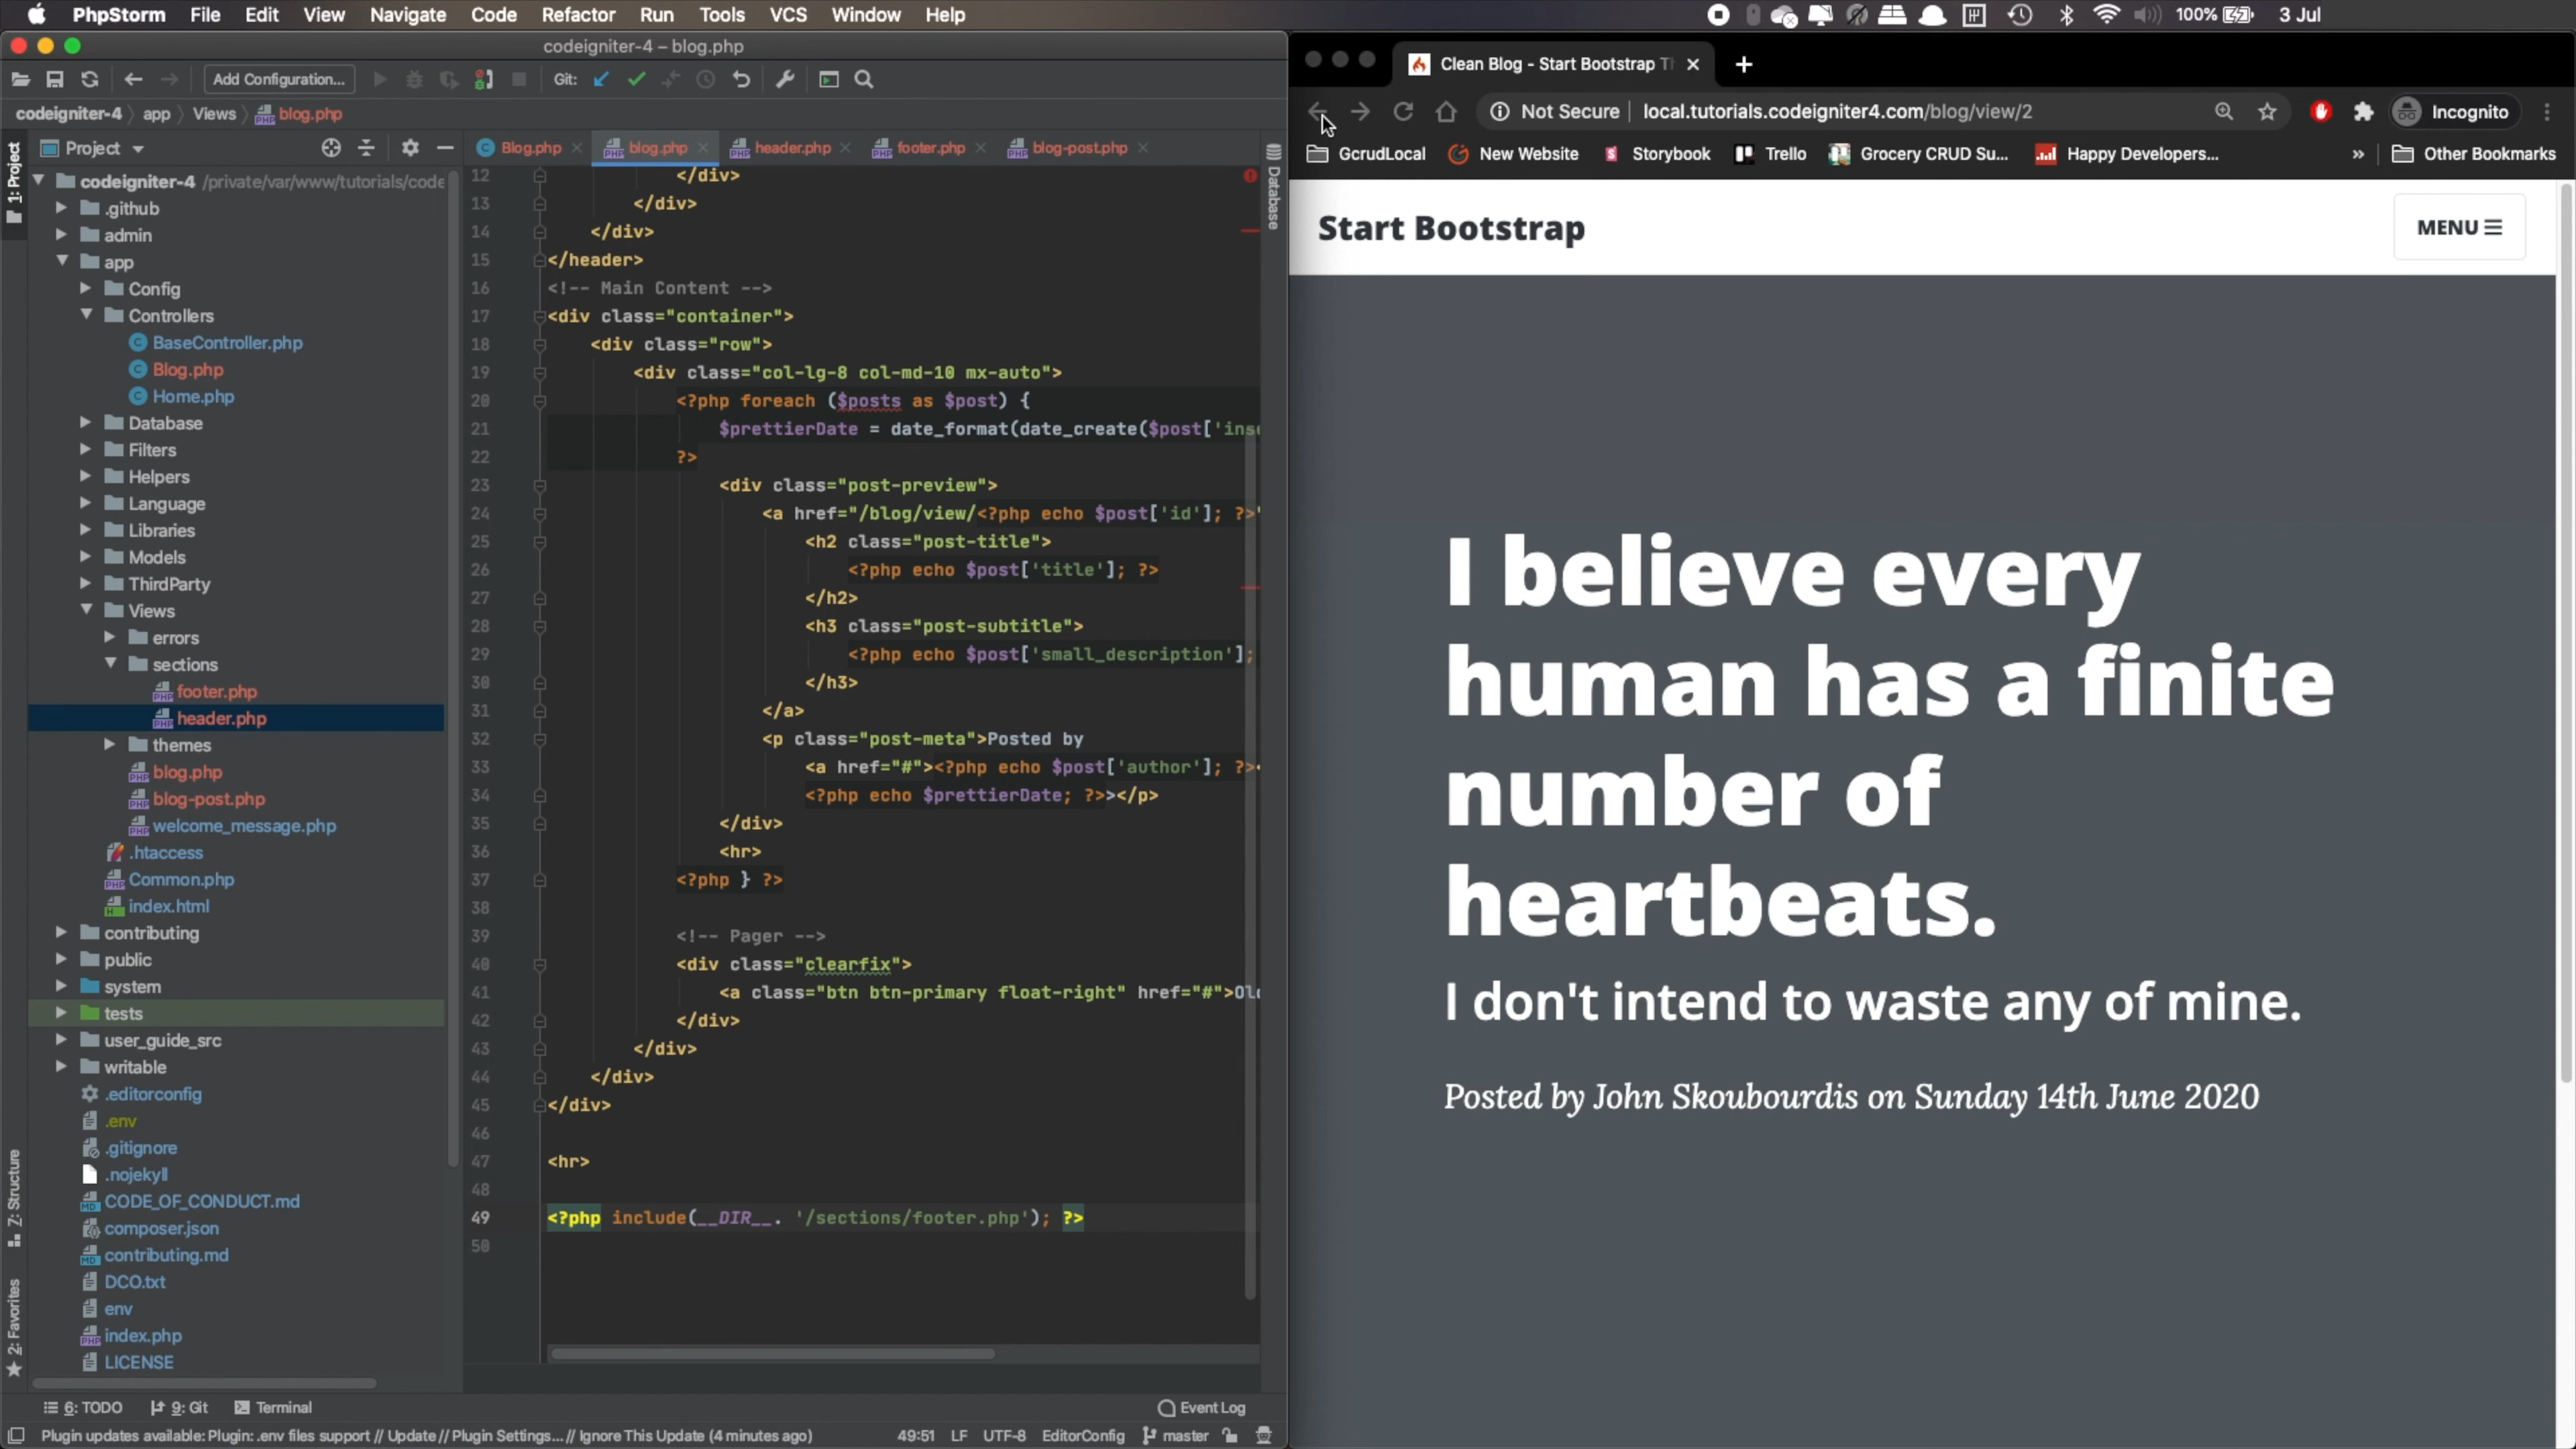 PhpStorm File Edit View Navigate Code Refactor Run Tools VCS Window Help 100% 3 Jul
codeigniter-4 – blog.php
Add Configuration... Git:
codeigniter-4 app Views blog.php
1: Project
Project
codeigniter-4 /private/var/www/tutorials/code
.github
admin
app
Config
Controllers
BaseController.php
Blog.php
Home.php
Database
Filters
Helpers
Language
Libraries
Models
ThirdParty
Views
errors
sections
footer.php
header.php
themes
blog.php
blog-post.php
welcome_message.php
.htaccess
Common.php
index.html
contributing
public
system
tests
user_guide_src
writable
.editorconfig
.env
.gitignore
.nojekyll
CODE_OF_CONDUCT.md
composer.json
contributing.md
DCO.txt
env
index.php
LICENSE
Z: Structure
2: Favorites
Blog.php blog.php header.php footer.php blog-post.php
Database
12 </div>
13 </div>
14 </div>
15 </header>
16 <!-- Main Content -->
17 <div class="container">
18 <div class="row">
19 <div class="col-lg-8 col-md-10 mx-auto">
20 <?php foreach ($posts as $post) {
21 $prettierDate = date_format(date_create($post['inse
22 ?>
23 <div class="post-preview">
24 <a href="/blog/view/<?php echo $post['id']; ?>"
25 <h2 class="post-title">
26 <?php echo $post['title']; ?>
27 </h2>
28 <h3 class="post-subtitle">
29 <?php echo $post['small_description'];
30 </h3>
31 </a>
32 <p class="post-meta">Posted by
33 <a href="#"><?php echo $post['author']; ?><
34 <?php echo $prettierDate; ?>></p>
35 </div>
36 <hr>
37 <?php } ?>
38
39 <!-- Pager -->
40 <div class="clearfix">
41 <a class="btn btn-primary float-right" href="#">Old
42 </div>
43 </div>
44 </div>
45 </div>
46
47 <hr>
48
49 <?php include(__DIR__. '/sections/footer.php'); ?>
50
6: TODO 9: Git Terminal Event Log
Plugin updates available: Plugin: .env files support // Update // Plugin Settings... // Ignore This Update (4 minutes ago) 49:51 LF UTF-8 EditorConfig master
Clean Blog - Start Bootstrap Th
Not Secure local.tutorials.codeigniter4.com/blog/view/2 Incognito
GcrudLocal New Website Storybook Trello Grocery CRUD Su... Happy Developers... » Other Bookmarks
Start Bootstrap
MENU
I believe every
human has a finite
number of
heartbeats.
I don't intend to waste any of mine.
Posted by John Skoubourdis on Sunday 14th June 2020